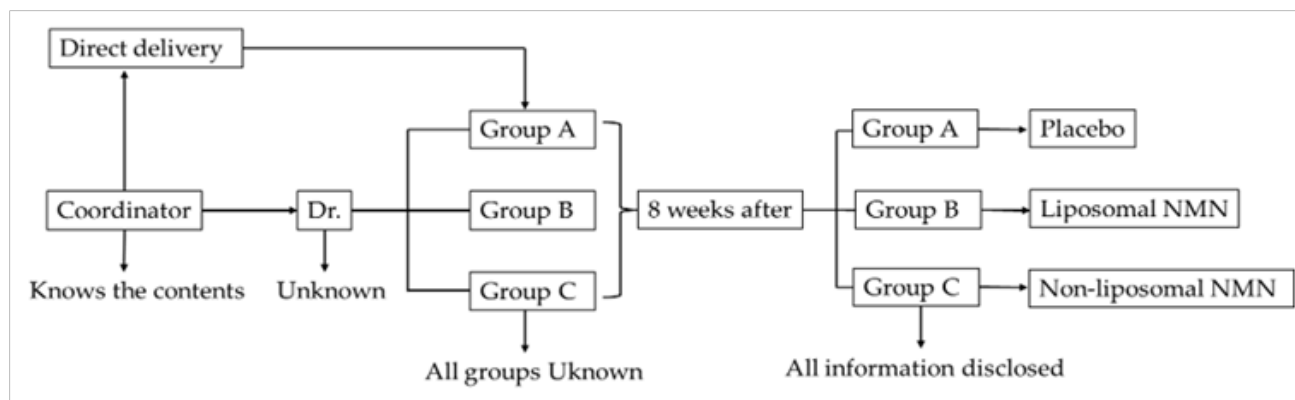 Direct delivery
Group A
Group A
Placebo
Coordinator
Dr.
Group B
8 weeks after
Group B
Liposomal NMN
Knows the contents
Unknown
Group C
Group C
Non-liposomal NMN
All groups Uknown
All information disclosed